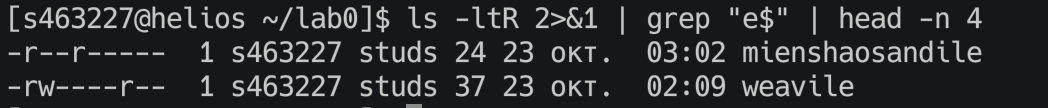 [s463227@helios ~/lab0]$ ls -ltR 2>&1 | grep "e$" | head -n 4
-r--r-----  1 s463227 studs 24 23 окт.  03:02 mienshaosandile
-rw----r--  1 s463227 studs 37 23 окт.  02:09 weavile